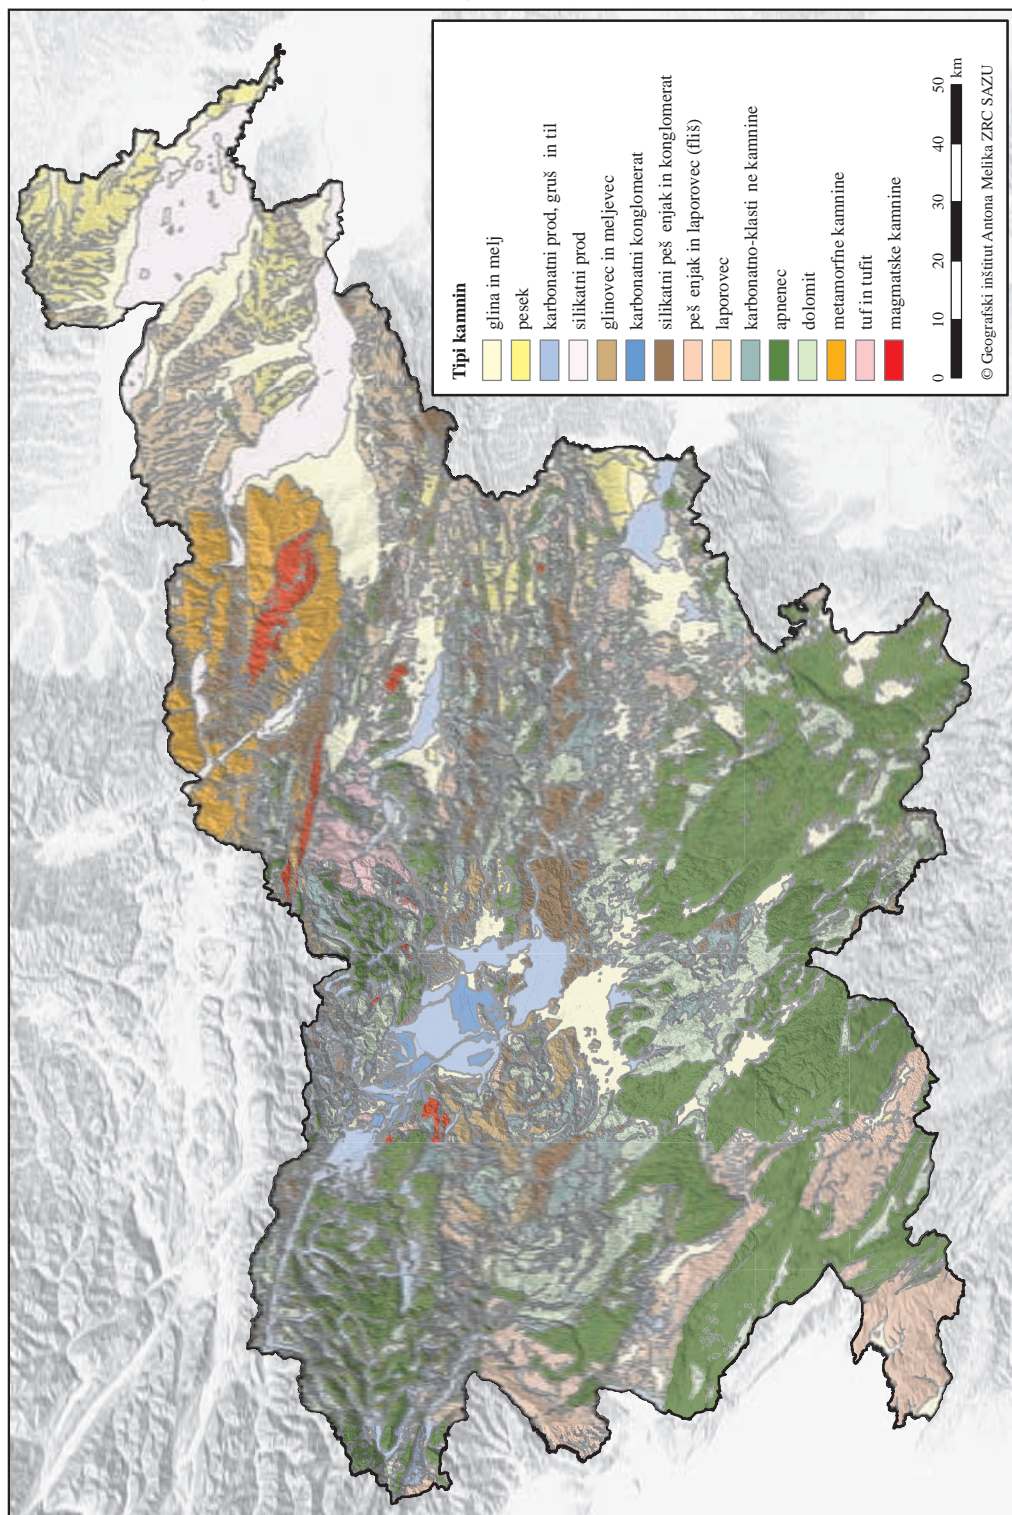 Tipi kamnin
glina in melj
pesek
karbonatni prod, gruš in til
silikatni prod
glinovec in meljevec
karbonatni konglomerat
silikatni peš enjak in konglomerat
peš enjak in laporovec (fliš)
laporovec
karbonatno-klasti ne kamnine
apnenec
dolomit
metamorfne kamnine
tuf in tufit
magmatske kamnine
0 10 20 30 40 50
km
© Geografski inštitut Antona Melika ZRC SAZU